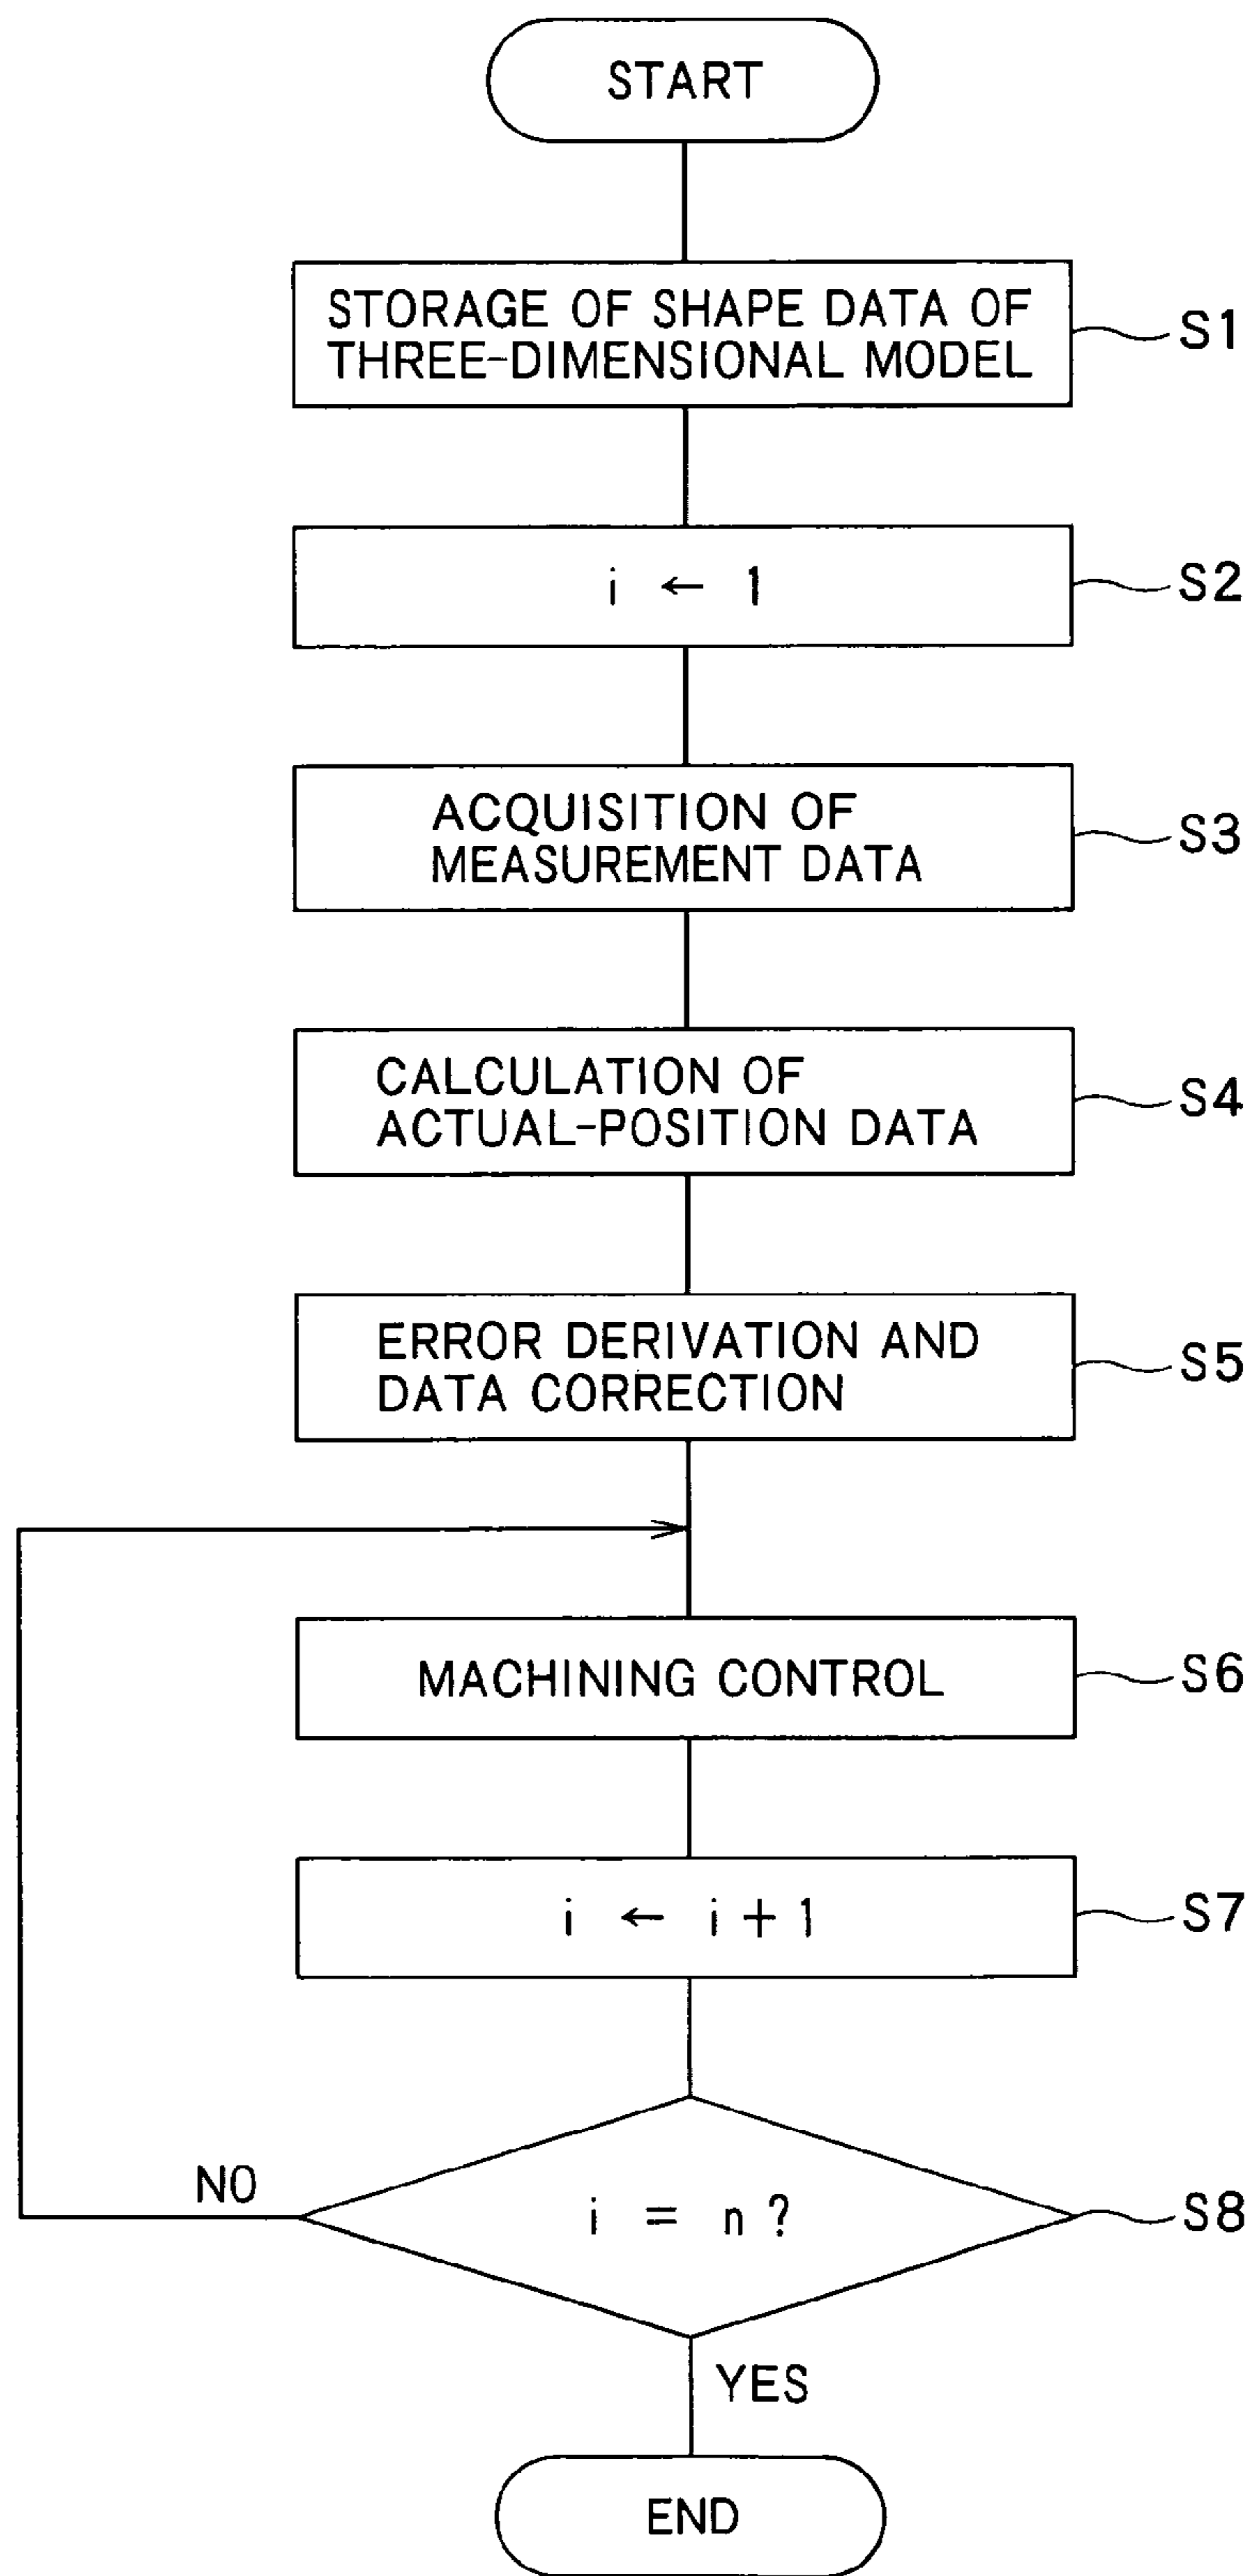 START
STORAGE OF SHAPE DATA OF
THREE-DIMENSIONAL MODEL
S1
i ← 1
S2
ACQUISITION OF
MEASUREMENT DATA
S3
CALCULATION OF
ACTUAL-POSITION DATA
S4
ERROR DERIVATION AND
DATA CORRECTION
S5
MACHINING CONTROL
S6
i ← i + 1
S7
NO
i = n ?
S8
YES
END